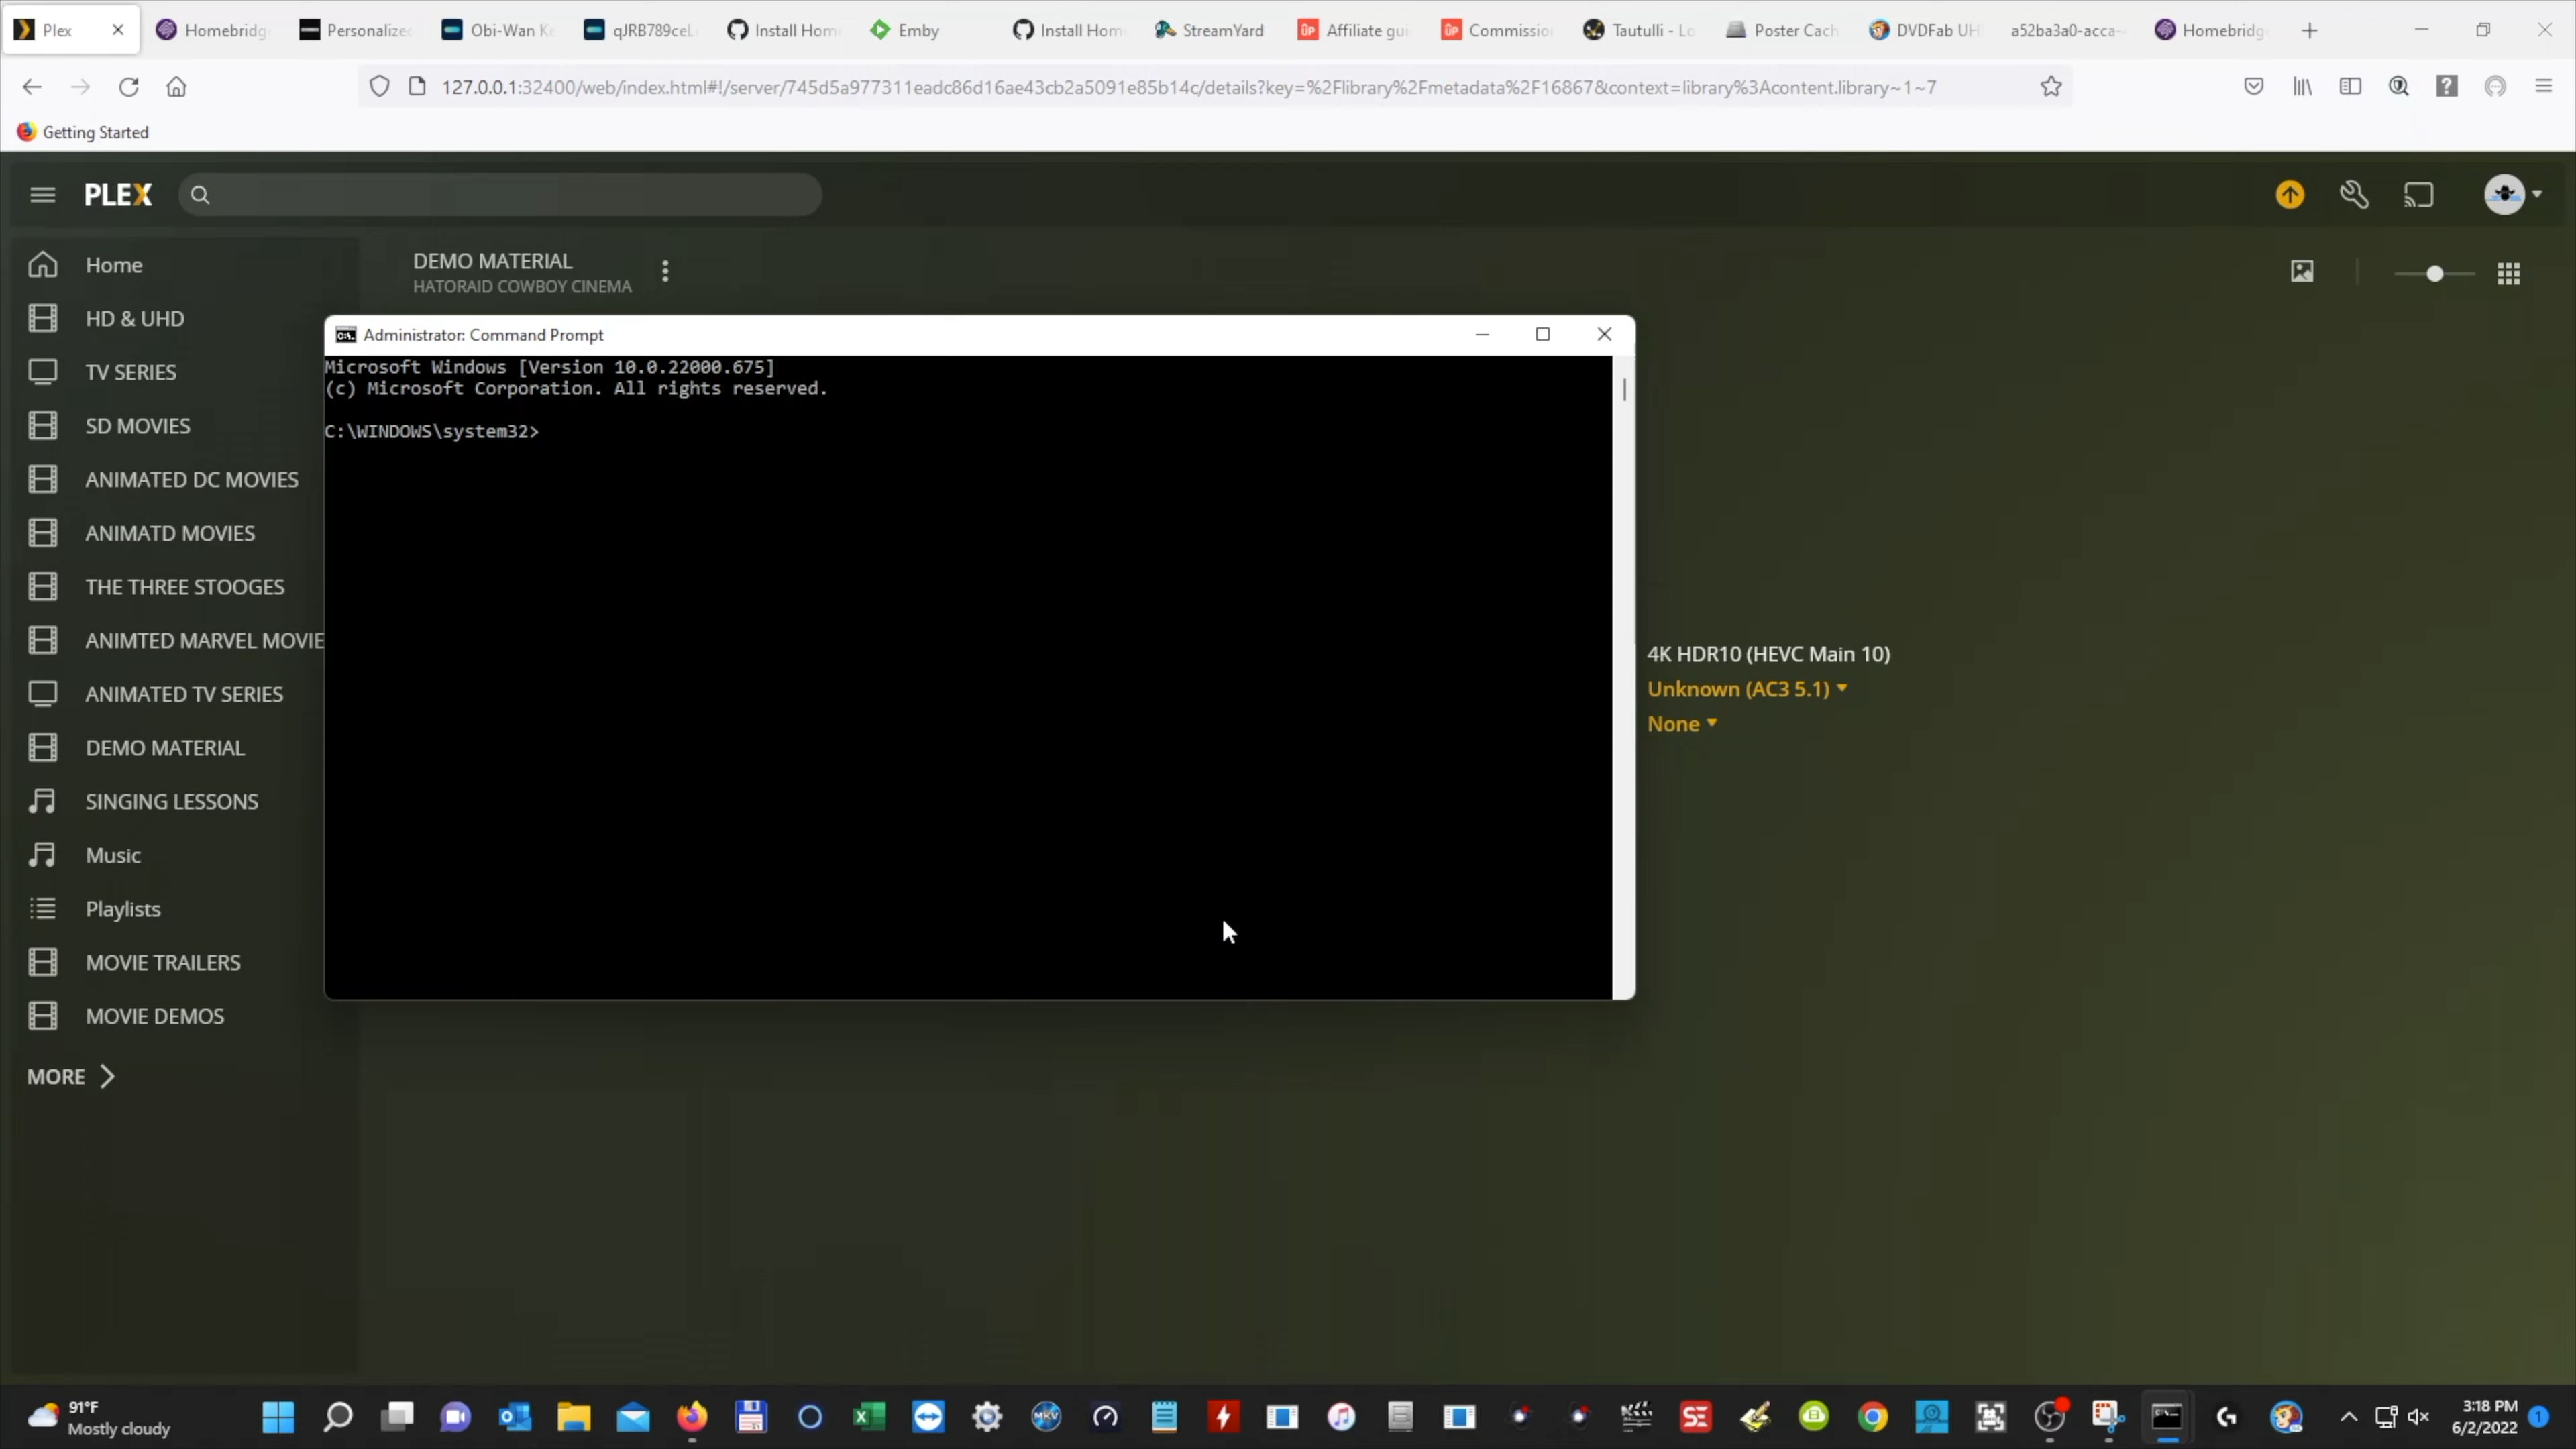 Plex
Homebridg
Personalized
Obi-Wan Ke
qJRB789ceL
Install Hom
Emby
Install Hom
StreamYard
Affiliate gui
Commissio
Tautulli - Lo
Poster Cach
DVDFab UH
a52ba3a0-acca-
Homebridg
127.0.0.1:32400/web/index.html#!/server/745d5a977311eadc86d16ae43cb2a5091e85b14c/details?key=%2Flibrary%2Fmetadata%2F16867&context=library%3Acontent.library~1~7
Getting Started
PLEX
Home
HD & UHD
TV SERIES
SD MOVIES
ANIMATED DC MOVIES
ANIMATD MOVIES
THE THREE STOOGES
ANIMTED MARVEL MOVIE
ANIMATED TV SERIES
DEMO MATERIAL
SINGING LESSONS
Music
Playlists
MOVIE TRAILERS
MOVIE DEMOS
MORE
DEMO MATERIAL
HATORAID COWBOY CINEMA
Administrator: Command Prompt
Microsoft Windows [Version 10.0.22000.675]
(c) Microsoft Corporation. All rights reserved.
C:\WINDOWS\system32>
4K HDR10 (HEVC Main 10)
Unknown (AC3 5.1)
None
91°F
Mostly cloudy
MKV
SE
3:18 PM
6/2/2022
1